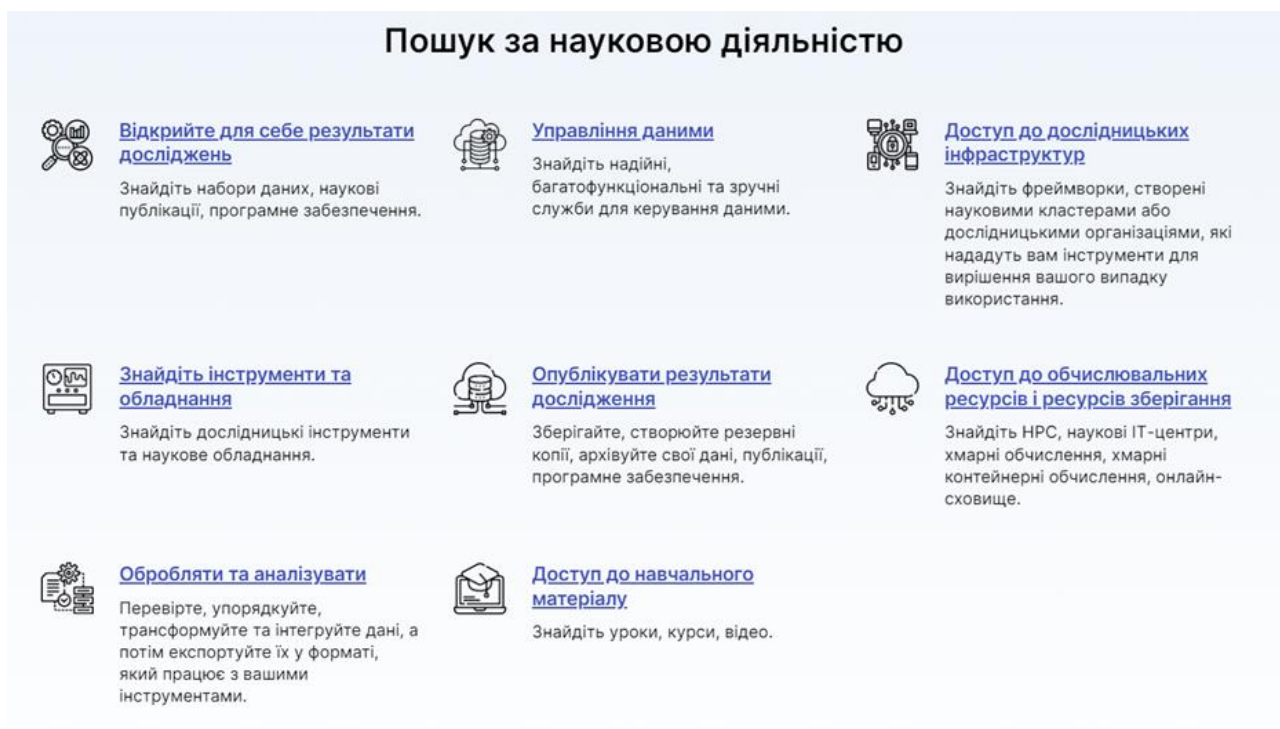 Пошук за науковою діяльністю
Відкрийте для себе результати
досліджень
Знайдіть набори даних, наукові
публікації, програмне забезпечення.
Управління даними
Знайдіть надійні,
багатофункціональні та зручні
служби для керування даними.
Доступ до дослідницьких
інфраструктур
Знайдіть фреймворки, створені
науковими кластерами або
дослідницькими організаціями, які
нададуть вам інструменти для
вирішення вашого випадку
використання.
Знайдіть інструменти та
обладнання
Знайдіть дослідницькі інструменти
та наукове обладнання.
Опублікувати результати
дослідження
Зберігайте, створюйте резервні
копії, архівуйте свої дані, публікації,
програмне забезпечення.
Доступ до обчислювальних
ресурсів і ресурсів зберігання
Знайдіть HPC, наукові ІТ-центри,
хмарні обчислення, хмарні
контейнерні обчислення, онлайн-
сховище.
Обробляти та аналізувати
Перевірте, упорядкуйте,
трансформуйте та інтегруйте дані, а
потім експортуйте їх у форматі,
який працює з вашими
інструментами.
Доступ до навчального
матеріалу
Знайдіть уроки, курси, відео.